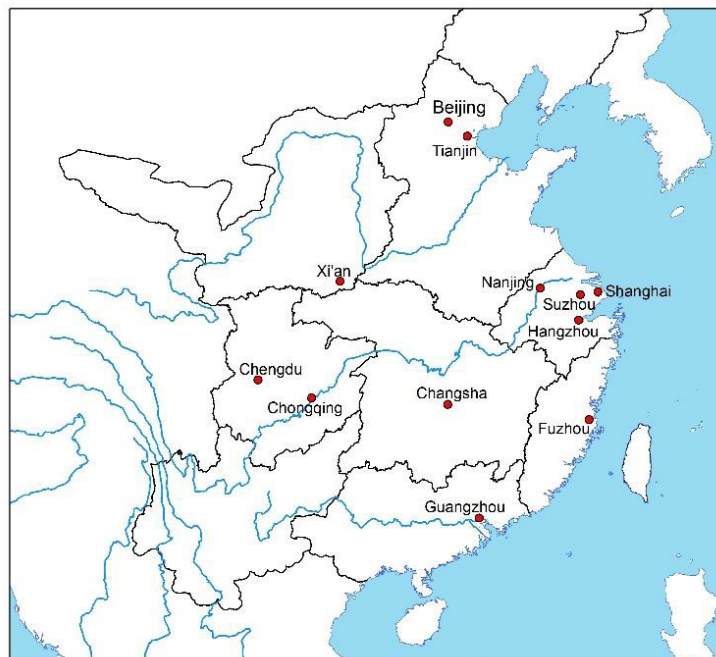 Beijing
Tianjin
Xi'an
Nanjing
Shanghai
Suzhou
Hangzhou
Chengdu
Chongqing
Changsha
Fuzhou
Guangzhou